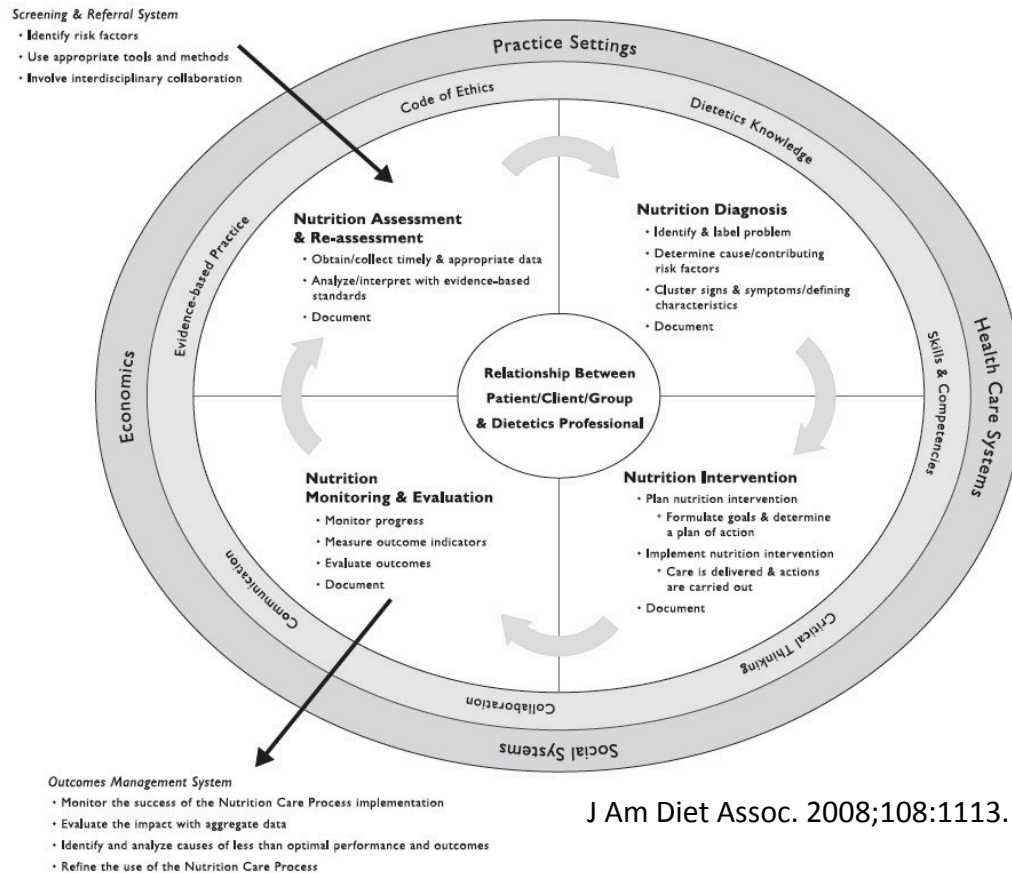 Screening & Referral System
• Identify risk factors
• Use appropriate tools and methods
• Involve interdisciplinary collaboration
Practice Settings
Code of Ethics
Dietetics Knowledge
Evidence-based Practice
Economics
Skills & Competencies
Health Care Systems
Nutrition Assessment
& Re-assessment
• Obtain/collect timely & appropriate data
• Analyze/interpret with evidence-based
standards
• Document
Nutrition Diagnosis
• Identify & label problem
• Determine cause/contributing
risk factors
• Cluster signs & symptoms/defining
characteristics
• Document
Relationship Between
Patient/Client/Group
& Dietetics Professional
Nutrition
Monitoring & Evaluation
• Monitor progress
• Measure outcome indicators
• Evaluate outcomes
• Document
Nutrition Intervention
• Plan nutrition intervention
* Formulate goals & determine
a plan of action
• Implement nutrition intervention
* Care is delivered & actions
are carried out
• Document
Communication
Critical Thinking
Collaboration
Social Systems
Outcomes Management System
• Monitor the success of the Nutrition Care Process implementation
• Evaluate the impact with aggregate data
• Identify and analyze causes of less than optimal performance and outcomes
• Refine the use of the Nutrition Care Process
J Am Diet Assoc. 2008;108:1113.